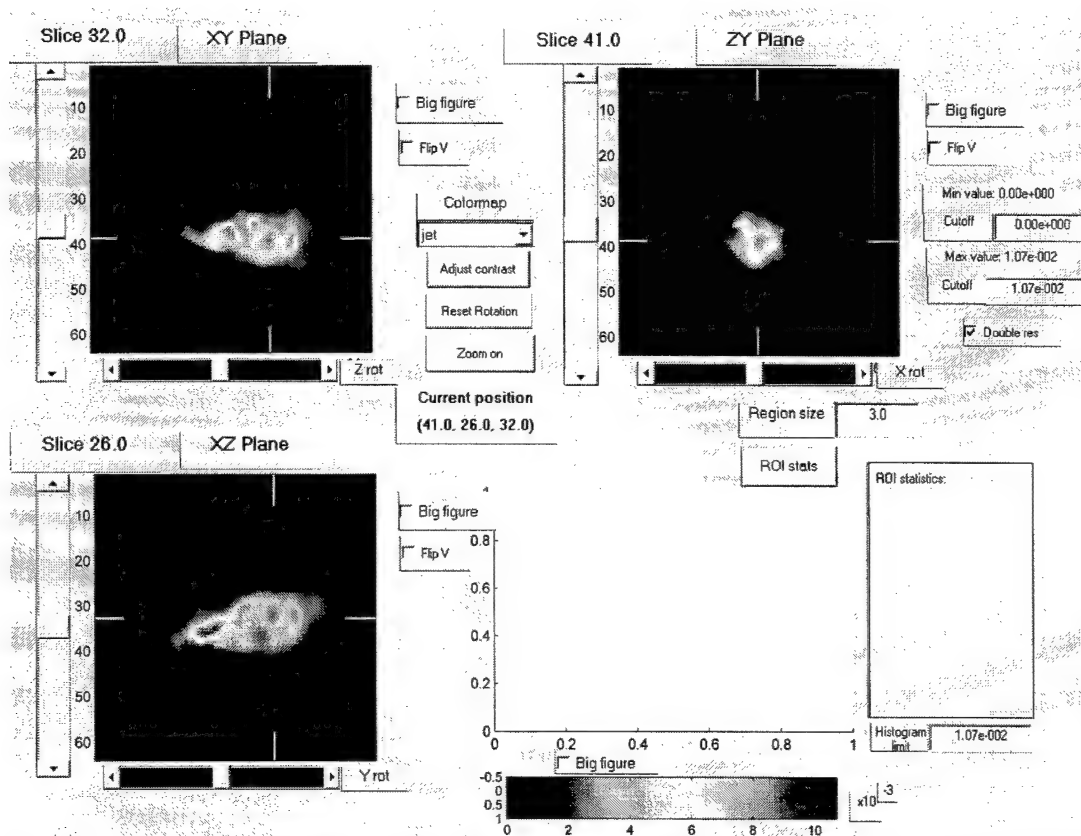 Slice 32.0
XY Plane
10
20
30
40
50
60
Z rot
Big figure
Flip V
Colormap
jet
Adjust contrast
Reset Rotation
Zoom on
Current position
(41.0, 26.0, 32.0)
Slice 41.0
ZY Plane
10
20
30
40
50
60
X rot
Big figure
Flip V
Min value: 0.00e+000
Cutoff 0.00e+000
Max value: 1.07e-002
Cutoff 1.07e-002
Double res
Region size 3.0
ROI stats
Slice 26.0
XZ Plane
10
20
30
40
50
60
Y rot
Big figure
Flip V
0.8
0.6
0.4
0.2
0
0 0.2 0.4 0.6 0.8 1
ROI statistics:
Histogram limit 1.07e-002
Big figure
-0.5
0
0.5
1
0 2 4 6 8 10
x10 -3